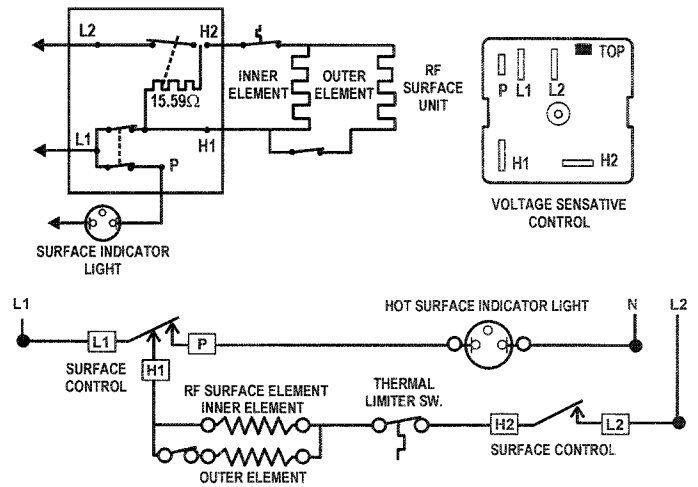 L2
H2
INNER
ELEMENT
OUTER
ELEMENT
RF
SURFACE
UNIT
15.59Ω
L1
H1
P
SURFACE INDICATOR
LIGHT
TOP
P L1 L2
H1
H2
VOLTAGE SENSATIVE
CONTROL
L1
HOT SURFACE INDICATOR LIGHT
N
L2
L1
P
SURFACE
CONTROL
H1
RF SURFACE ELEMENT
INNER ELEMENT
THERMAL
LIMITER SW.
H2
L2
SURFACE CONTROL
OUTER ELEMENT